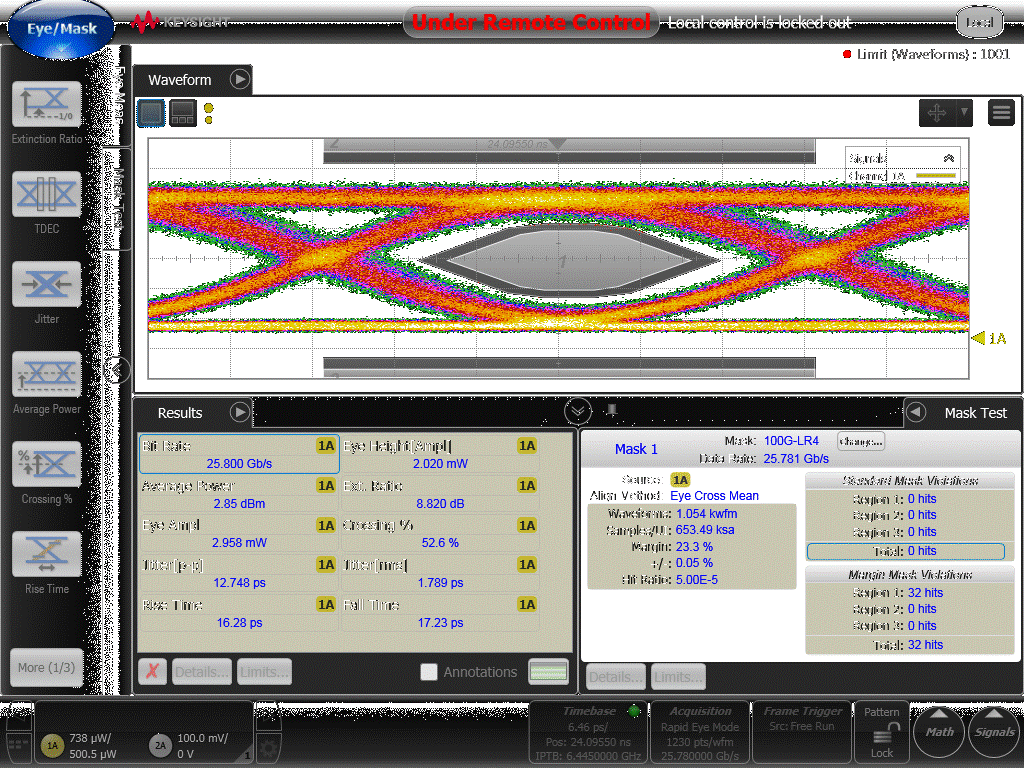 Eye/Mask
KEYSIGHT
Under Remote Control
Local control is locked out
Local
Limit (Waveforms) : 1001
Waveform
Extinction Ratio
TDEC
Jitter
Average Power
Crossing %
Rise Time
More (1/3)
24.09550 ns
Signals
Channel 1A
1
1A
Results
Bit Rate 1A
25.800 Gb/s
Eye Height[Ampl] 1A
2.020 mW
Average Power 1A
2.85 dBm
Ext. Ratio 1A
8.820 dB
Eye Ampl 1A
2.958 mW
Crossing % 1A
52.6 %
Jitter[p-p] 1A
12.748 ps
Jitter[rms] 1A
1.789 ps
Rise Time 1A
16.28 ps
Fall Time 1A
17.23 ps
Details...
Limits...
Annotations
Mask Test
Mask 1
Mask: 100G-LR4
Change...
Data Rate: 25.781 Gb/s
Source: 1A
Align Method: Eye Cross Mean
Waveforms: 1.054 kwfm
Samples/UI: 653.49 ksa
Margin: 23.3 %
+/-: 0.05 %
Hit Ratio: 5.00E-5
Standard Mask Violations
Region 1: 0 hits
Region 2: 0 hits
Region 3: 0 hits
Total: 0 hits
Margin Mask Violations
Region 1: 32 hits
Region 2: 0 hits
Region 3: 0 hits
Total: 32 hits
Details...
Limits...
1A
738 µW/
500.5 µW
2A
100.0 mV/
0 V
1
Timebase
6.46 ps/
Pos: 24.09550 ns
IPTB: 6.4450000 GHz
Acquisition
Rapid Eye Mode
1230 pts/wfm
25.780000 Gb/s
Frame Trigger
Src: Free Run
Pattern
Lock
Math
Signals